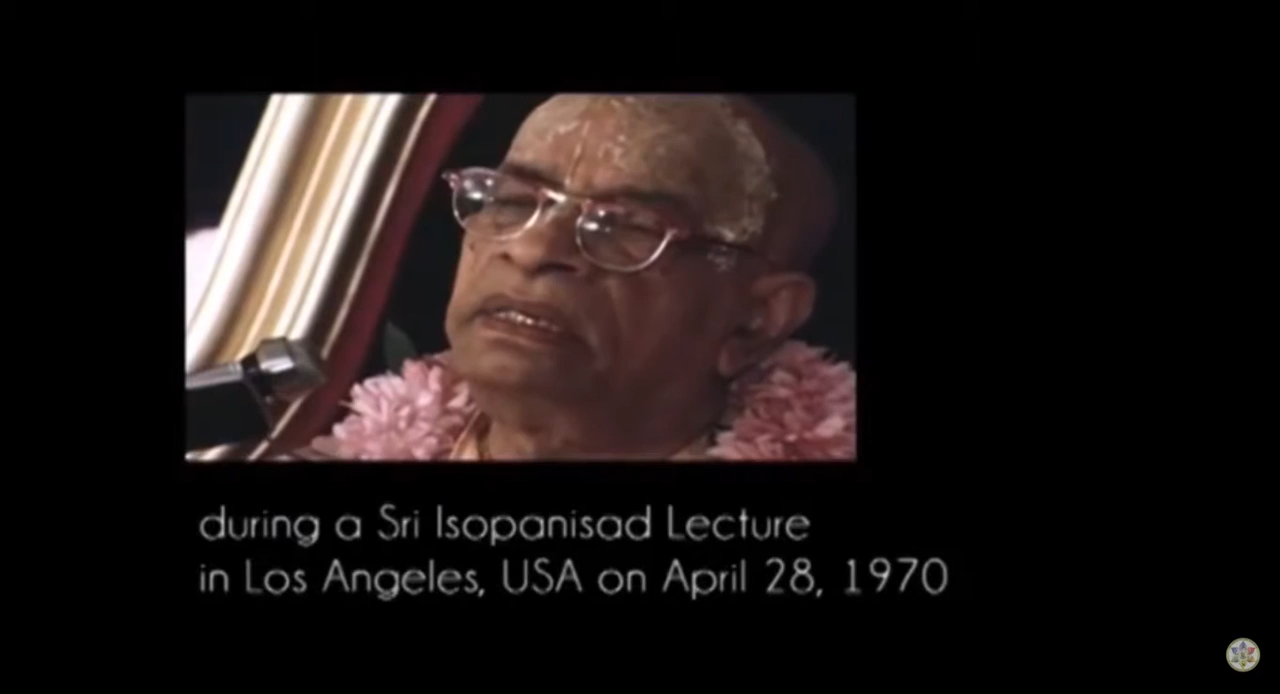 during a Sri Isopanisad Lecture
in Los Angeles, USA on April 28, 1970